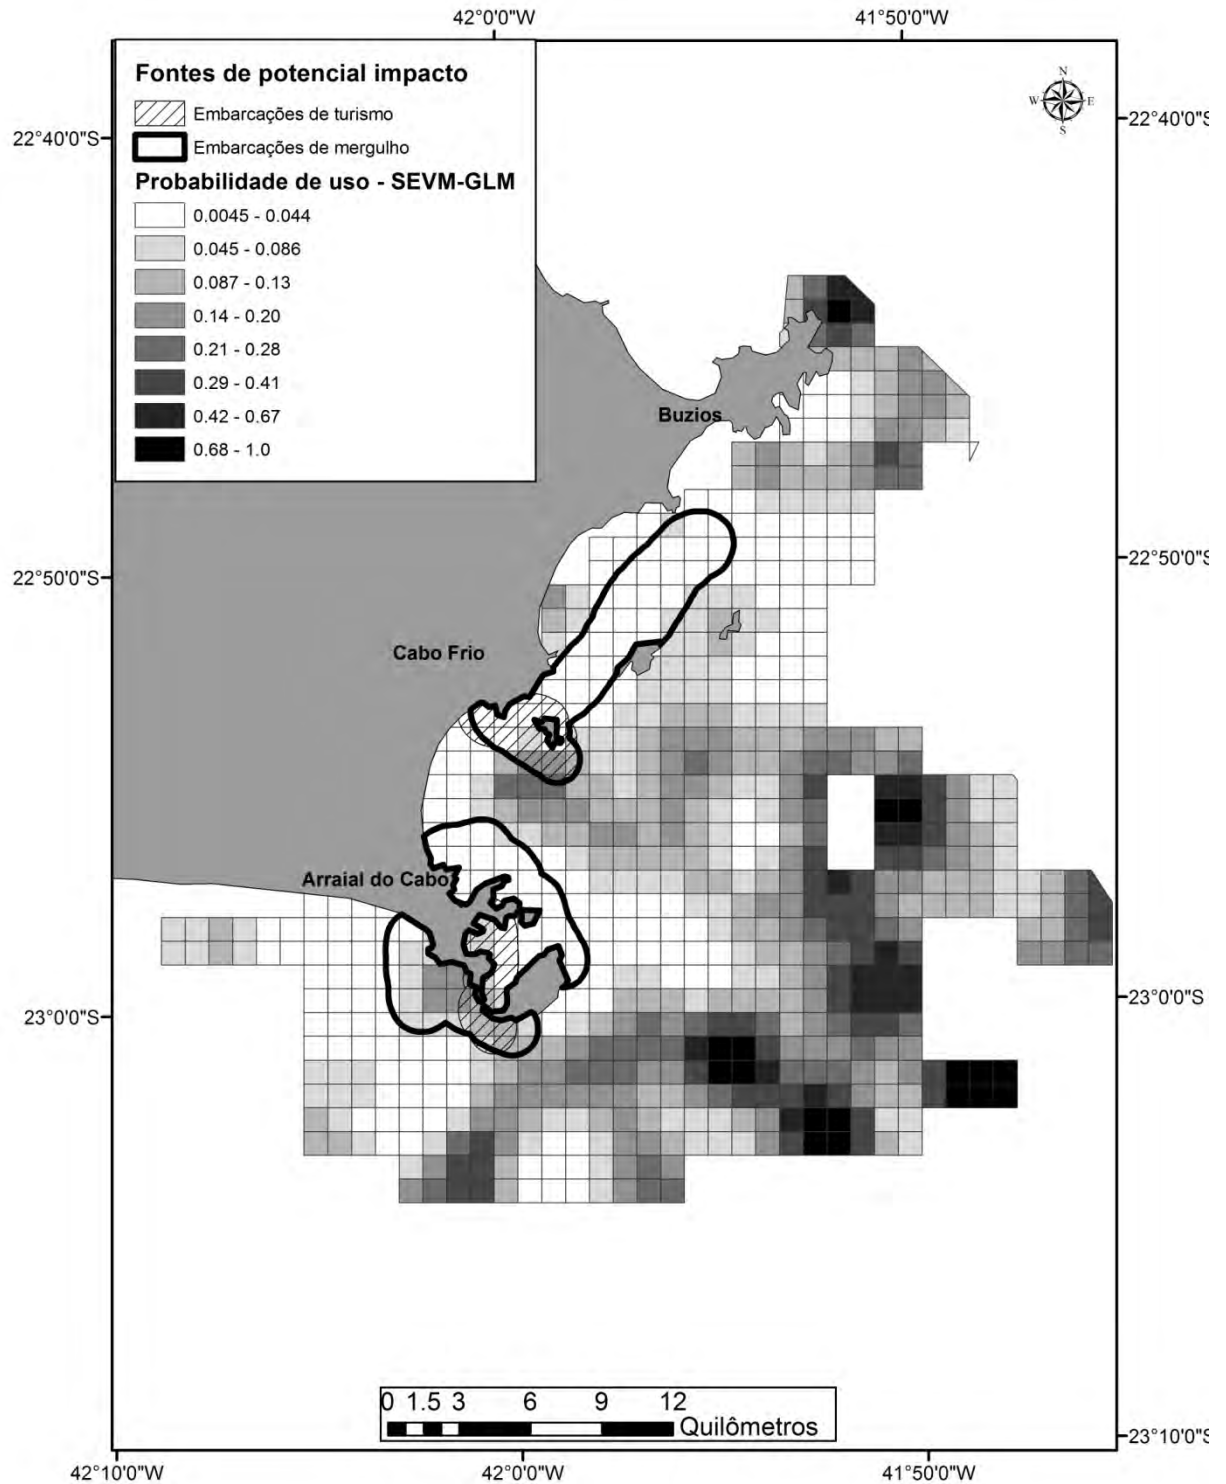 42°0'0"W
41°50'0"W
Fontes de potencial impacto
Embarcações de turismo
Embarcações de mergulho
Probabilidade de uso - SEVM-GLM
0.0045 - 0.044
0.045 - 0.086
0.087 - 0.13
0.14 - 0.20
0.21 - 0.28
0.29 - 0.41
0.42 - 0.67
0.68 - 1.0
N
W
E
S
22°40'0"S
22°40'0"S
Buzios
22°50'0"S
22°50'0"S
Cabo Frio
Arraial do Cabo
23°0'0"S
23°0'0"S
0 1.5 3 6 9 12
Quilômetros
23°10'0"S
42°10'0"W
42°0'0"W
41°50'0"W